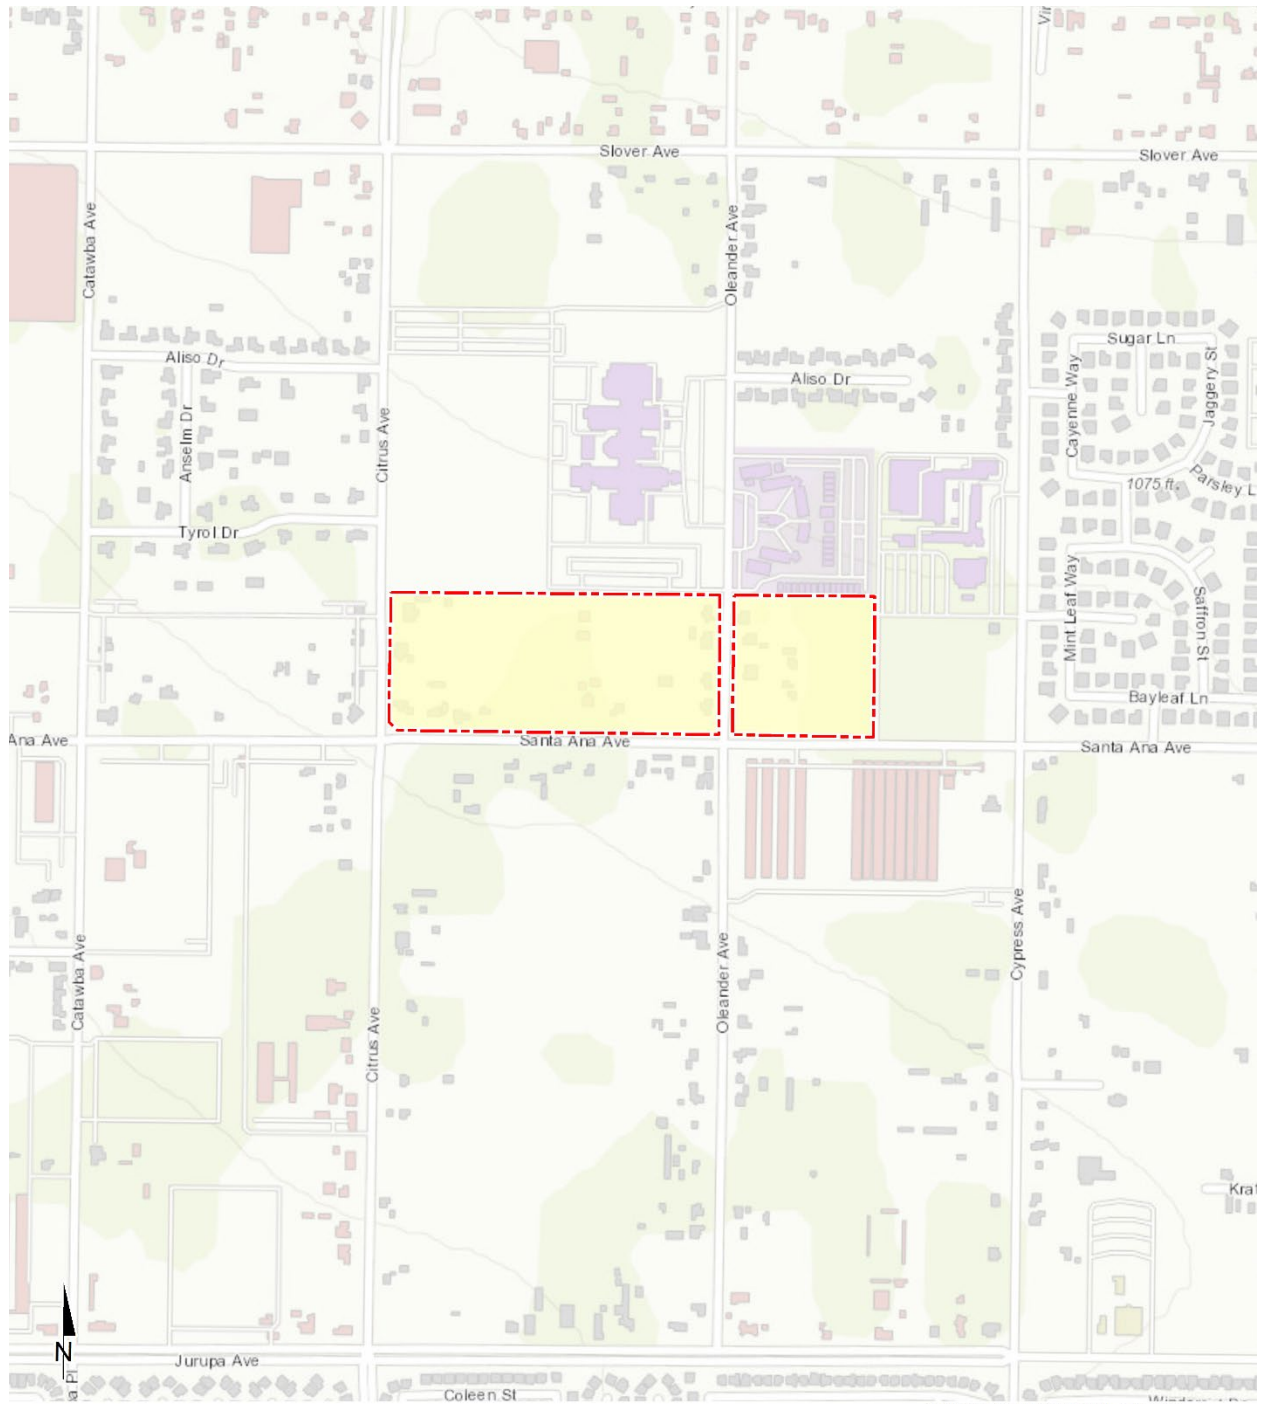 Slover Ave
Slover Ave
Catawba Ave
Oleander Ave
Sugar Ln
Aliso Dr
Aliso Dr
Cayenne Way
Jaggery St
Anselm Dr
Citrus Ave
1075 ft.
Parsley L
Tyrol Dr
Mint Leaf Way
Saffron St
Bayleaf Ln
Ana Ave
Santa Ana Ave
Santa Ana Ave
Catawba Ave
Oleander Ave
Cypress Ave
Citrus Ave
N
Jurupa Ave
Coleen St